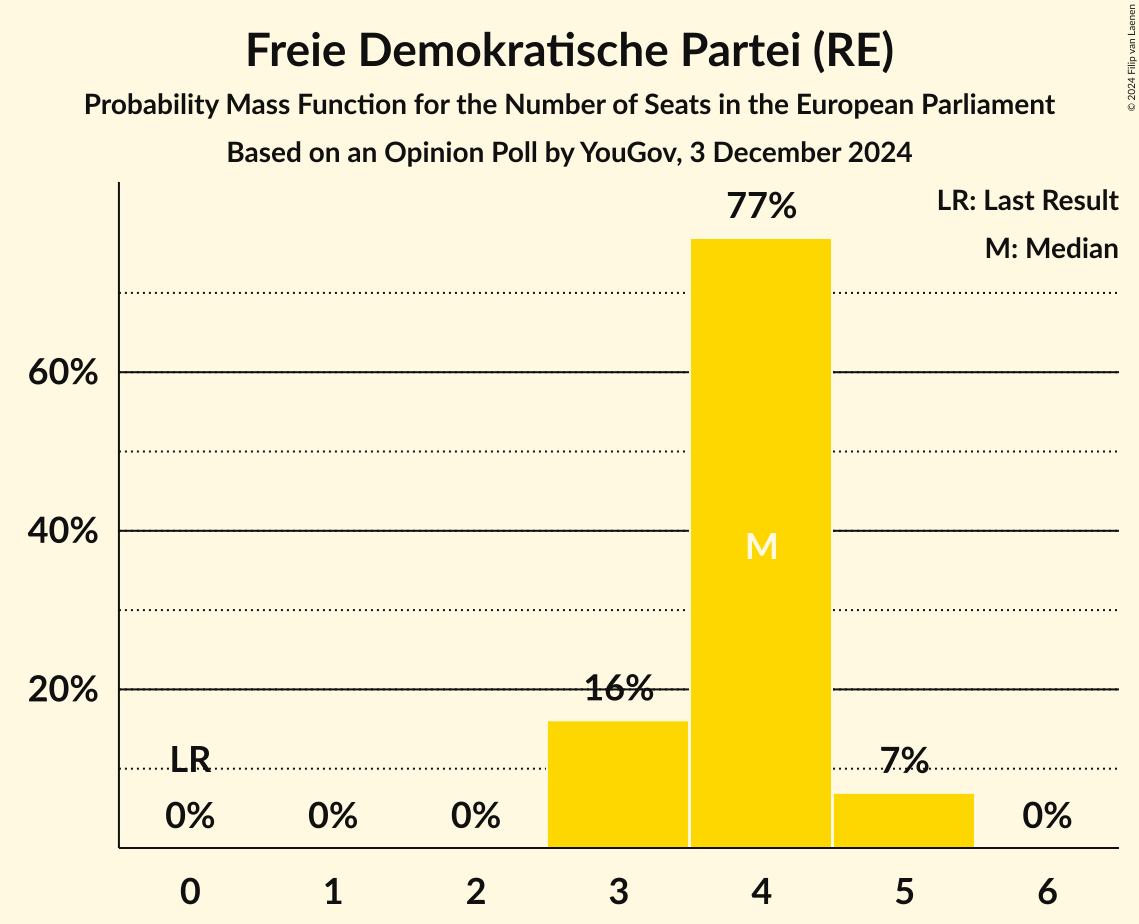 Freie Demokratische Partei (RE)
Probability Mass Function for the Number of Seats in the European Parliament
Based on an Opinion Poll by YouGov, 3 December 2024
© 2024 Filip van Laenen
LR: Last Result
M: Median
77%
60%
40%
M
20%
16%
LR
7%
0%
0%
0%
0%
0
1
2
3
4
5
6